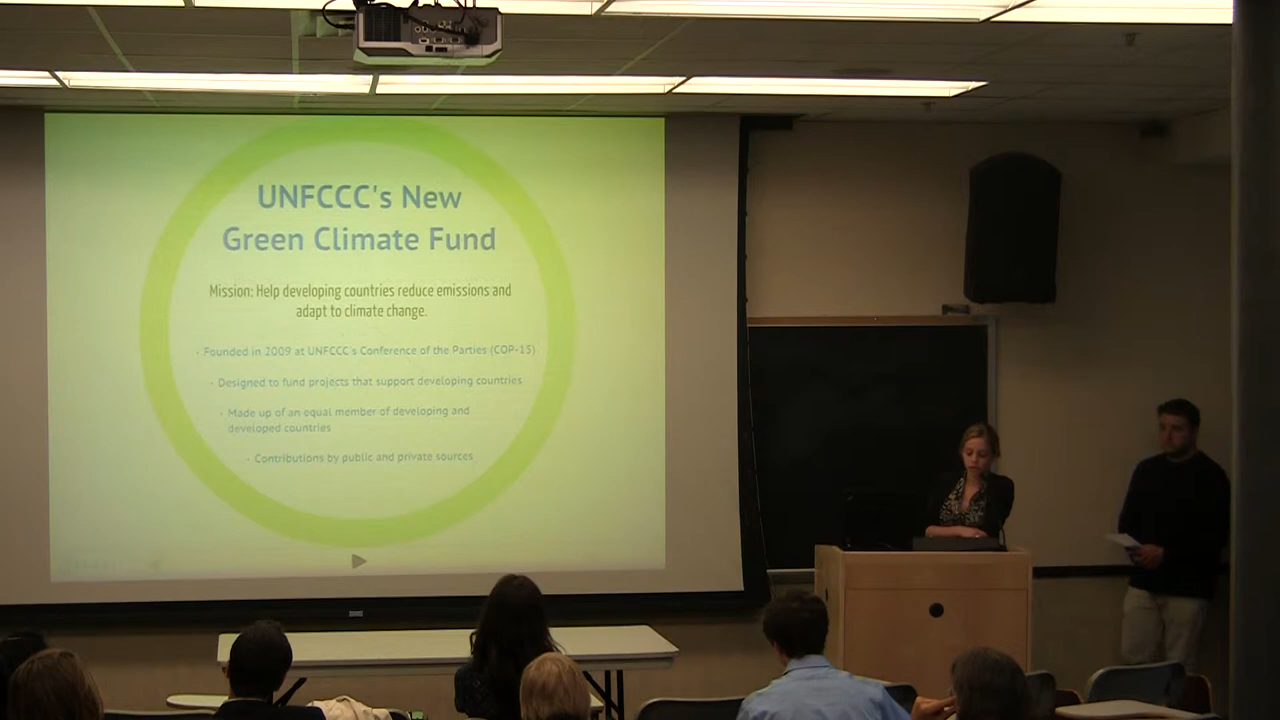 UNFCCC's New
Green Climate Fund
Mission: Help developing countries reduce emissions and
adapt to climate change.
- Founded in 2009 at UNFCCC's Conference of the Parties (COP-15)
- Designed to fund projects that support developing countries
- Made up of an equal member of developing and
developed countries
- Contributions by public and private sources